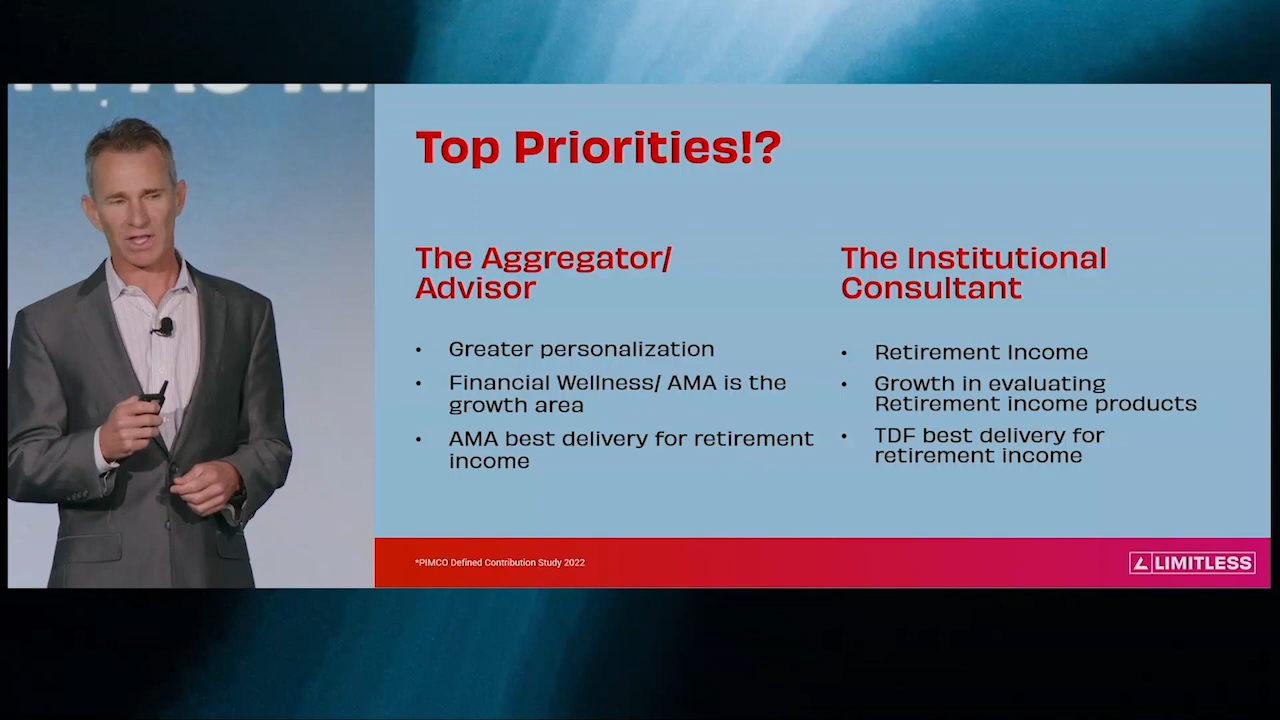 Top Priorities!?
The Aggregator/
Advisor
• Greater personalization
• Financial Wellness/ AMA is the
growth area
• AMA best delivery for retirement
income
The Institutional
Consultant
• Retirement Income
• Growth in evaluating
Retirement income products
• TDF best delivery for
retirement income
*PIMCO Defined Contribution Study 2022
LIMITLESS